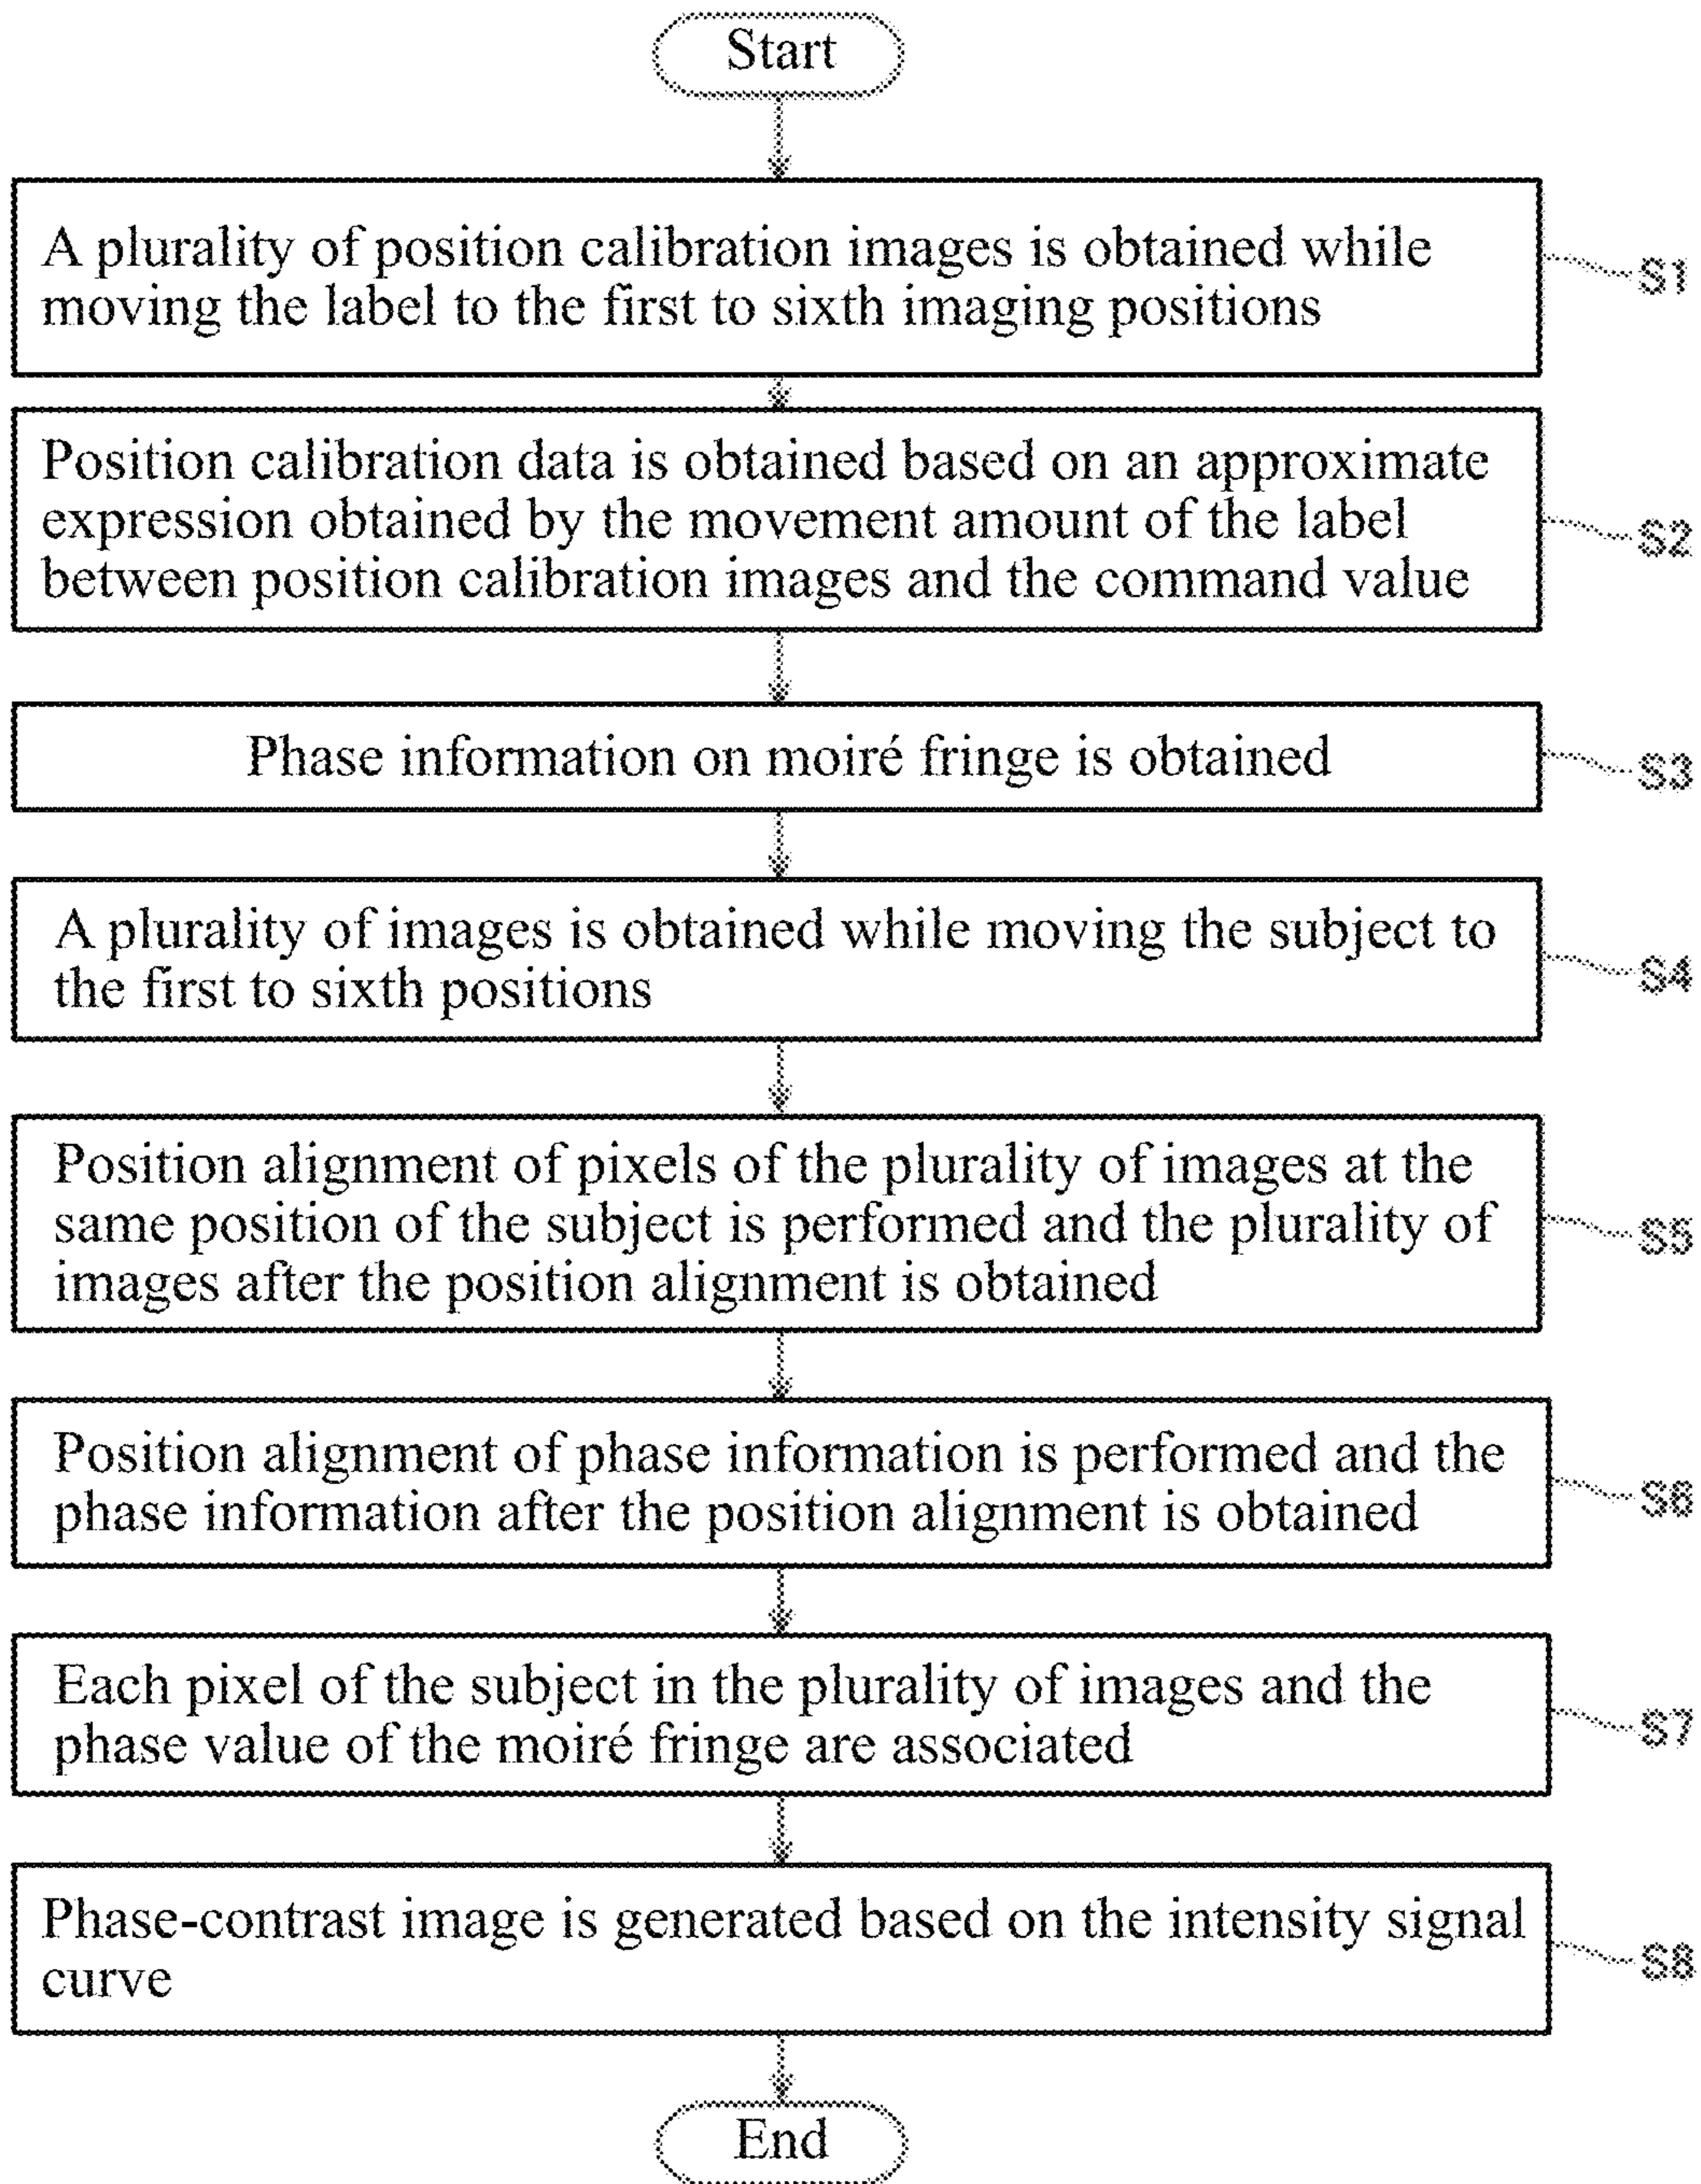 Start
A plurality of position calibration images is obtained while
moving the label to the first to sixth imaging positions
S1
Position calibration data is obtained based on an approximate
expression obtained by the movement amount of the label
between position calibration images and the command value
S2
Phase information on moiré fringe is obtained
S3
A plurality of images is obtained while moving the subject to
the first to sixth positions
S4
Position alignment of pixels of the plurality of images at the
same position of the subject is performed and the plurality of
images after the position alignment is obtained
S5
Position alignment of phase information is performed and the
phase information after the position alignment is obtained
S6
Each pixel of the subject in the plurality of images and the
phase value of the moiré fringe are associated
S7
Phase-contrast image is generated based on the intensity signal
curve
S8
End